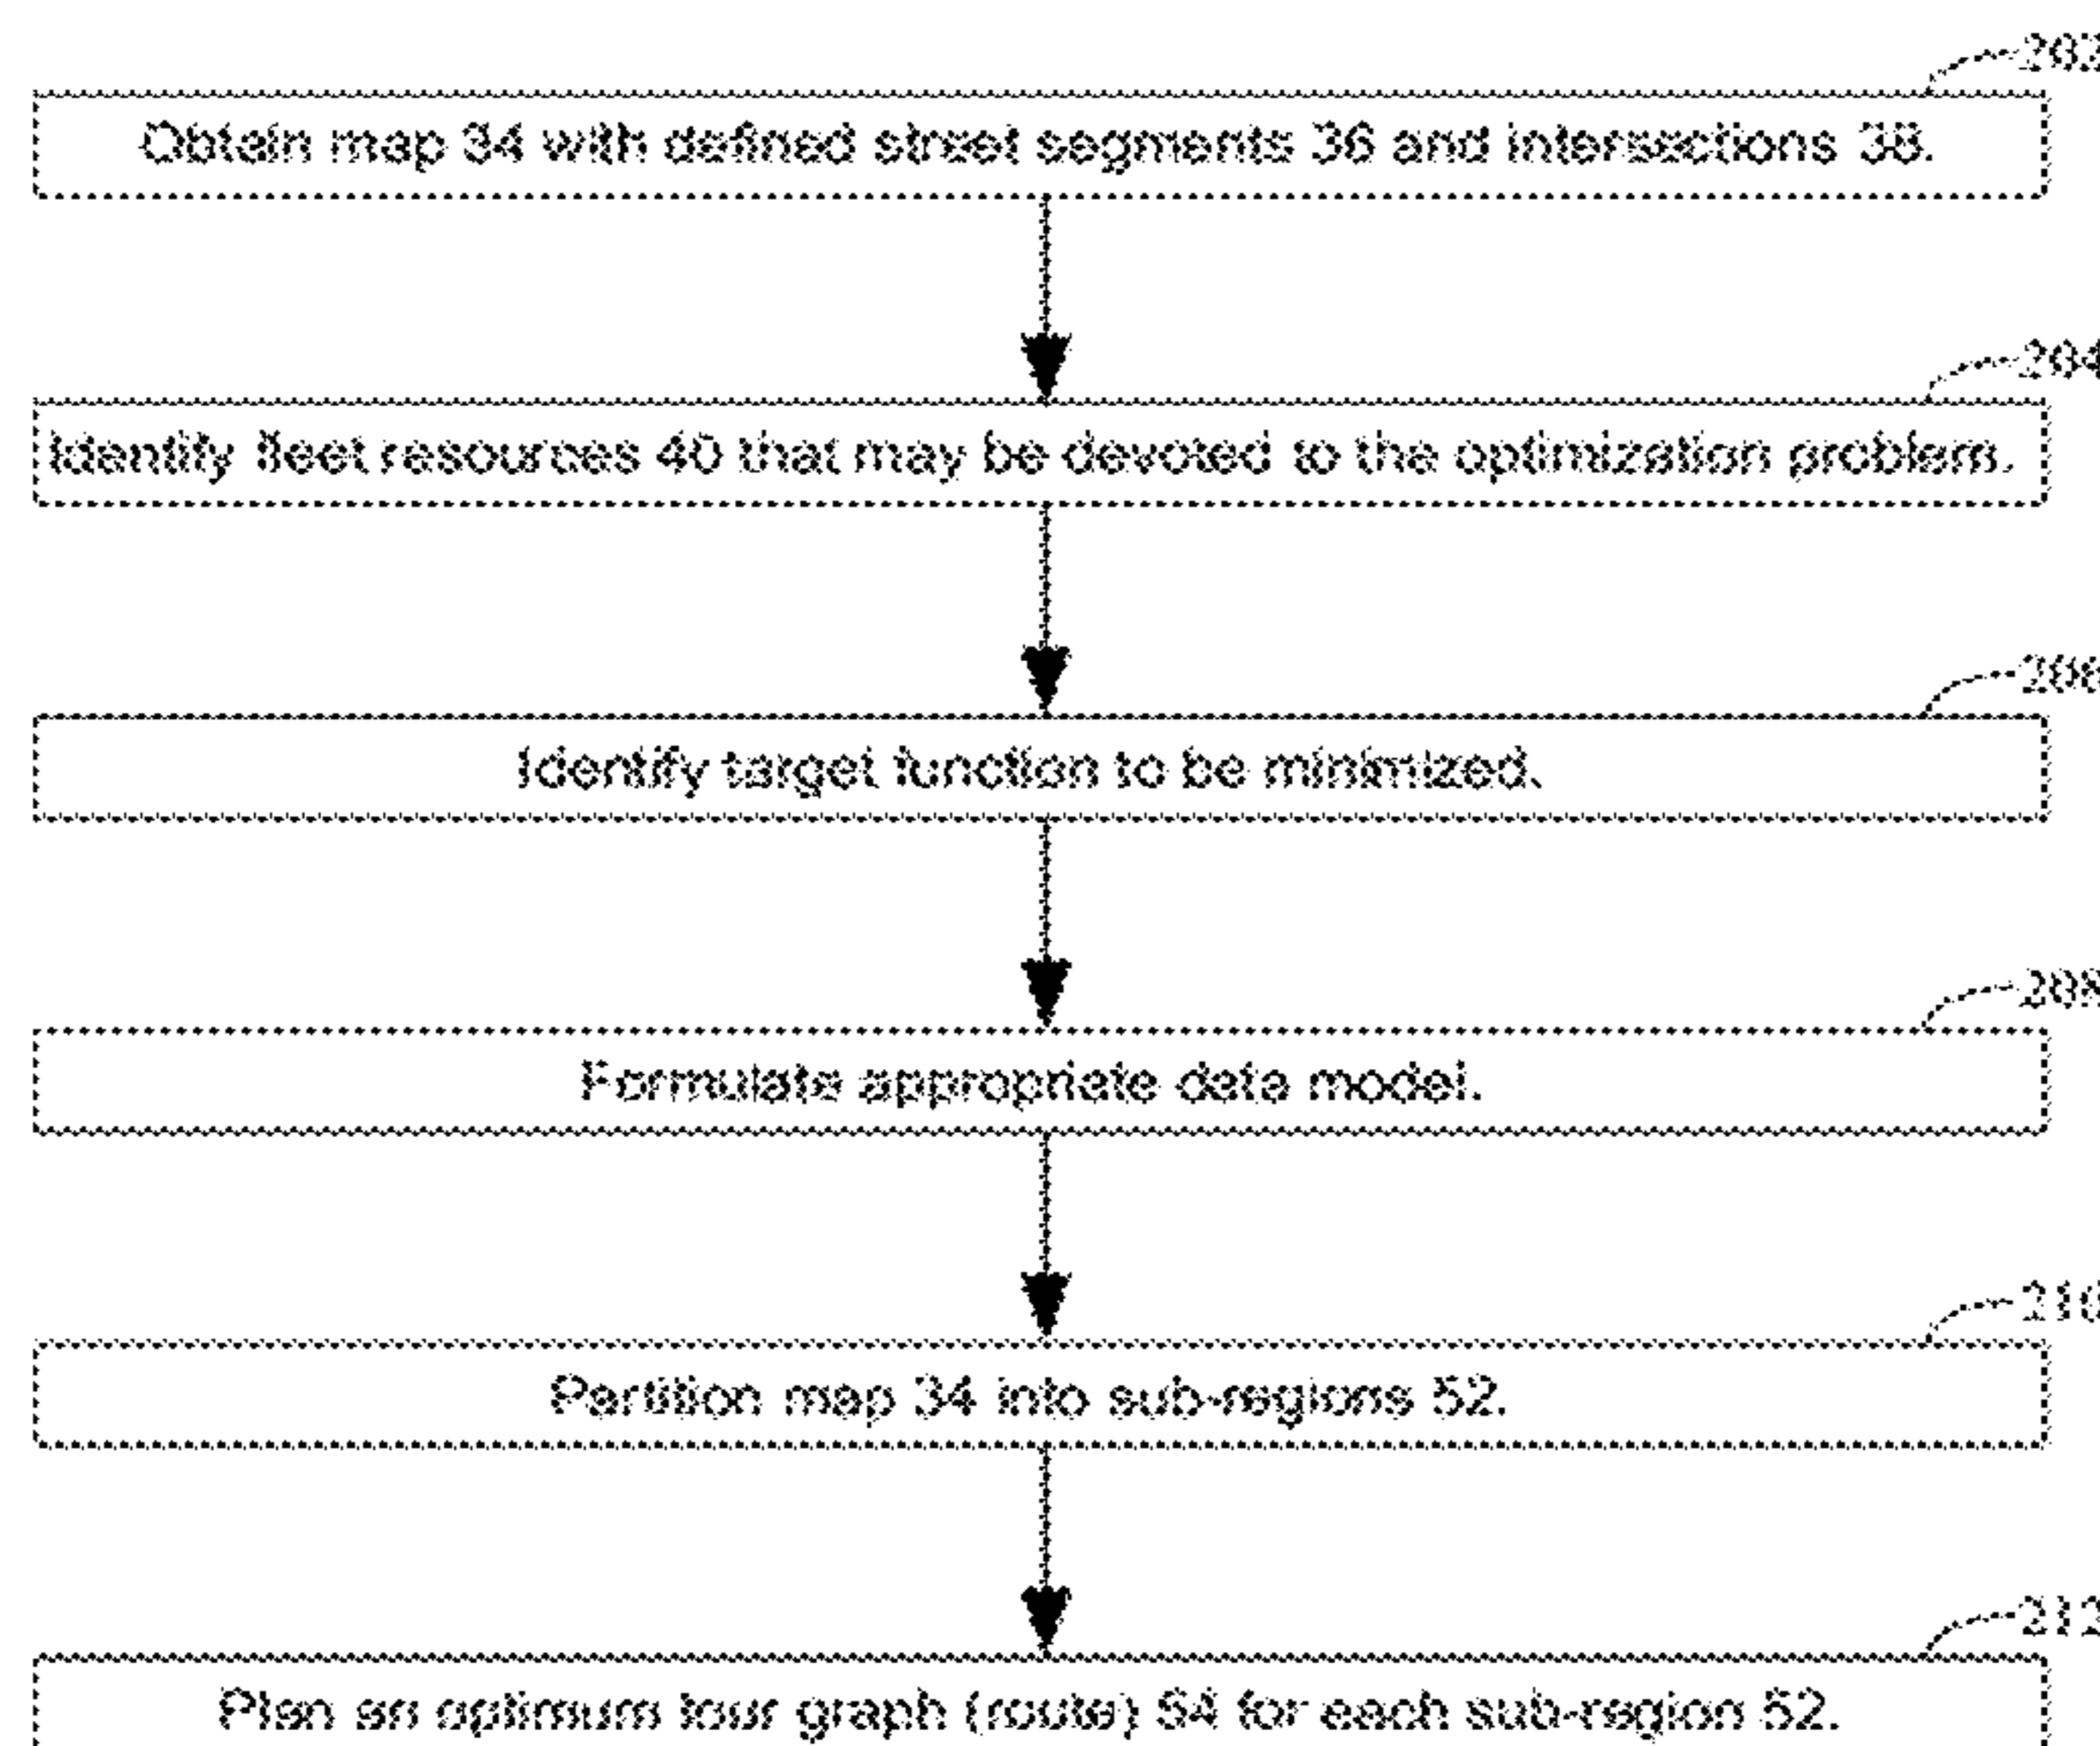 202
Obtain map 34 with defined street segments 36 and intersections 38.
204
Identify fleet resources 40 that may be devoted to the optimization problem.
206
Identify target function to be minimized.
208
Formulate appropriate data model.
210
Partition map 34 into sub-regions 52.
212
Plan an optimum tour graph (route) 54 for each sub-region 52.